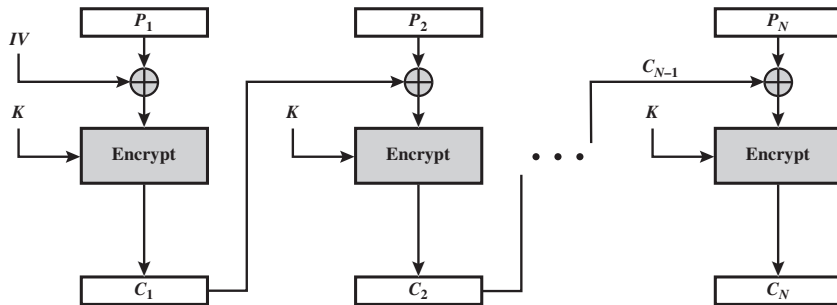 P1
P2
PN
IV
CN–1
K
K
K
Encrypt
Encrypt
Encrypt
C1
C2
CN